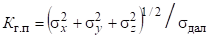 Kг.п = (σx² + σy² + σz²)^1/2 / σдал